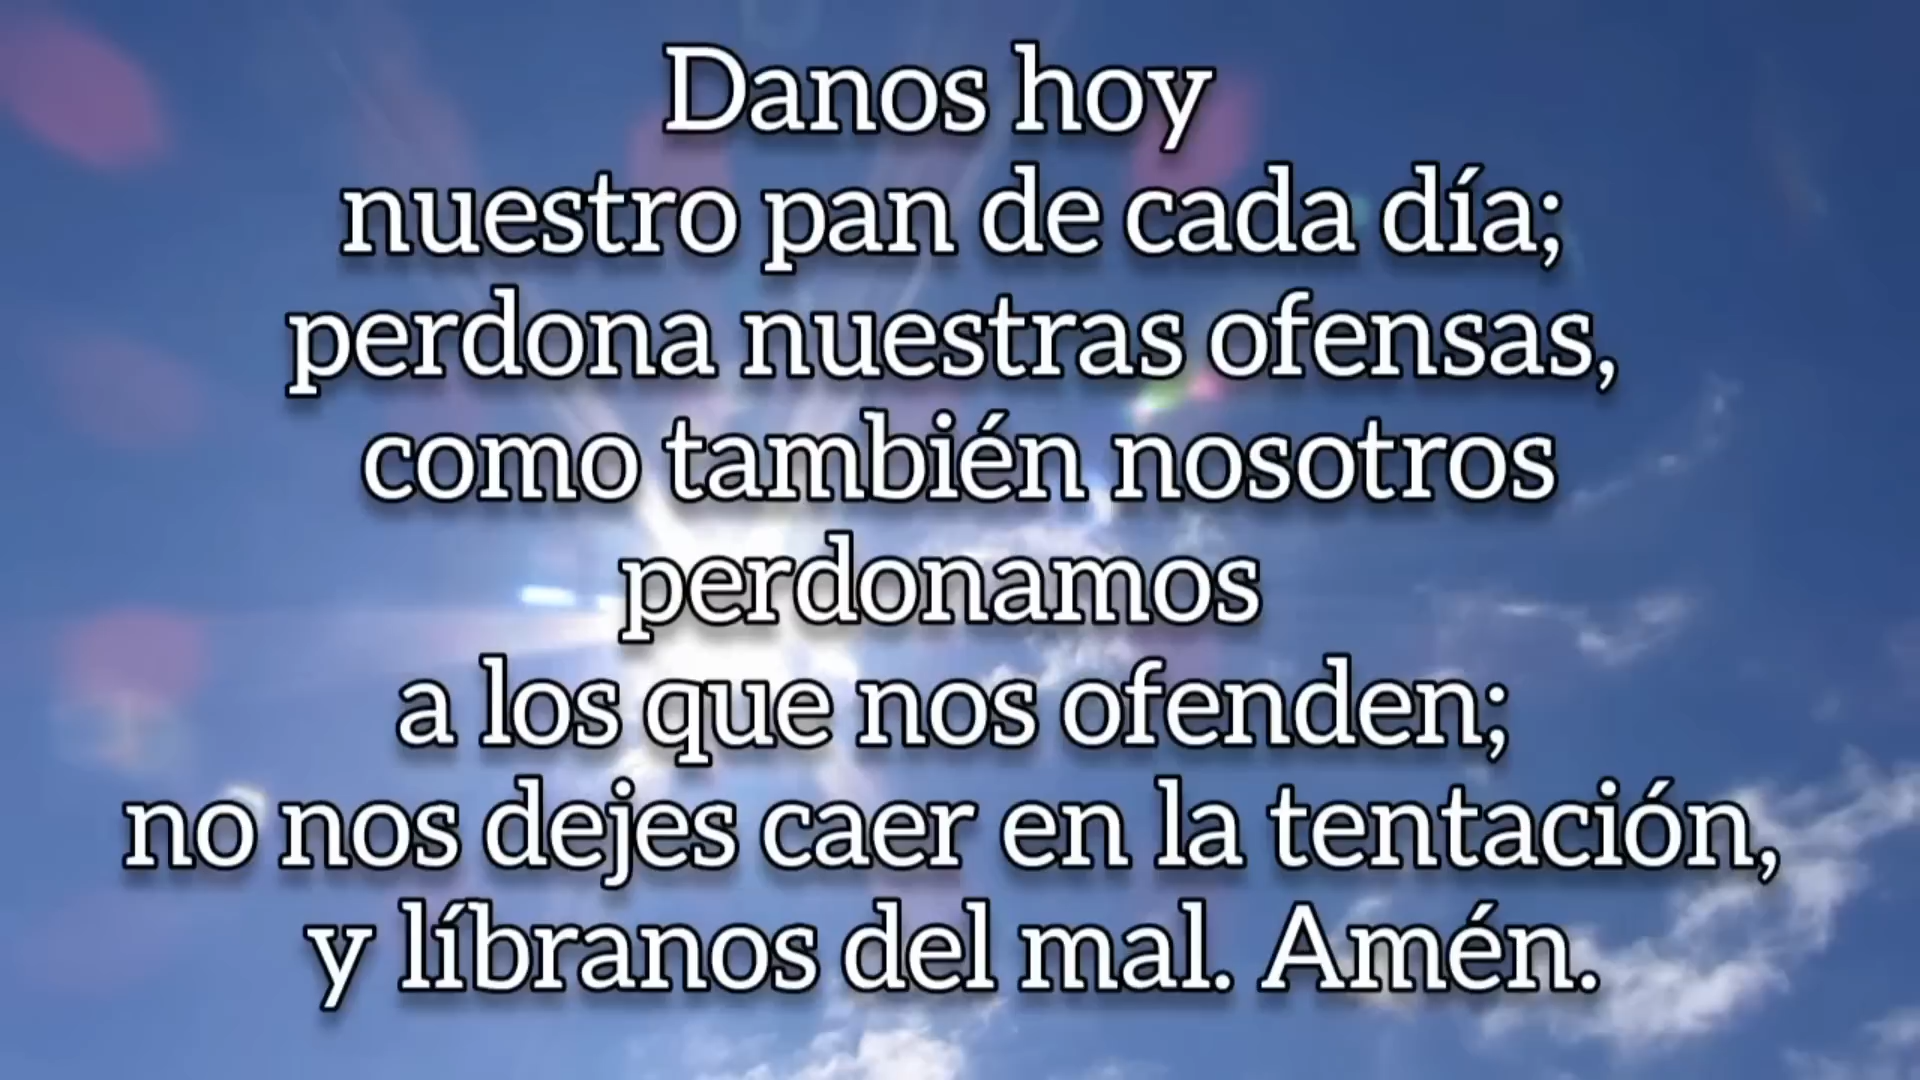 Danos hoy
nuestro pan de cada día;
perdona nuestras ofensas,
como también nosotros
perdonamos
a los que nos ofenden;
no nos dejes caer en la tentación,
y líbranos del mal. Amén.